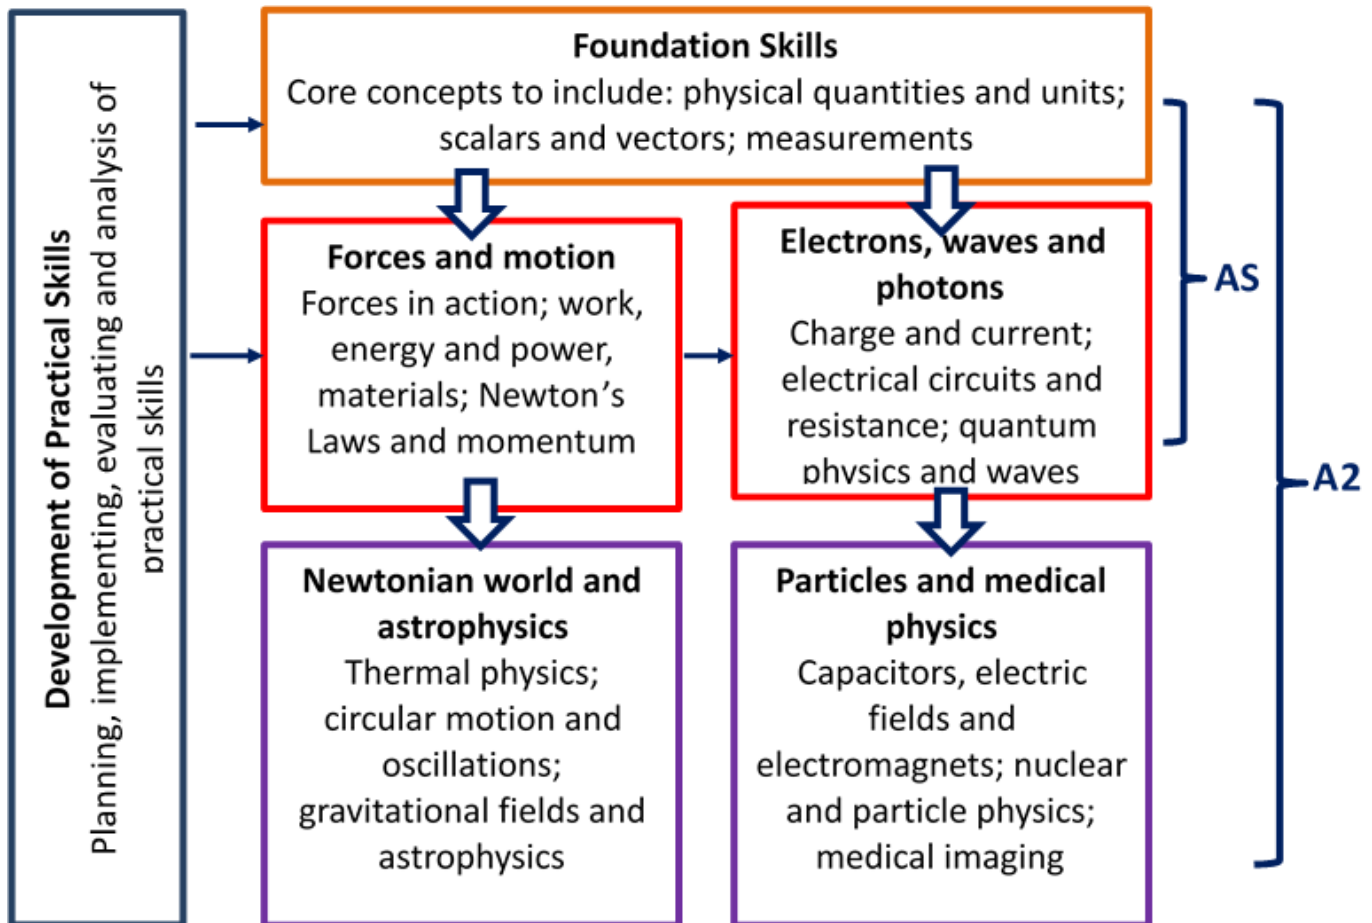 Development of Practical Skills
Planning, implementing, evaluating and analysis of
practical skills
Foundation Skills
Core concepts to include: physical quantities and units;
scalars and vectors; measurements
Forces and motion
Forces in action; work,
energy and power,
materials; Newton’s
Laws and momentum
Electrons, waves and
photons
Charge and current;
electrical circuits and
resistance; quantum
physics and waves
Newtonian world and
astrophysics
Thermal physics;
circular motion and
oscillations;
gravitational fields and
astrophysics
Particles and medical
physics
Capacitors, electric
fields and
electromagnets; nuclear
and particle physics;
medical imaging
AS
A2